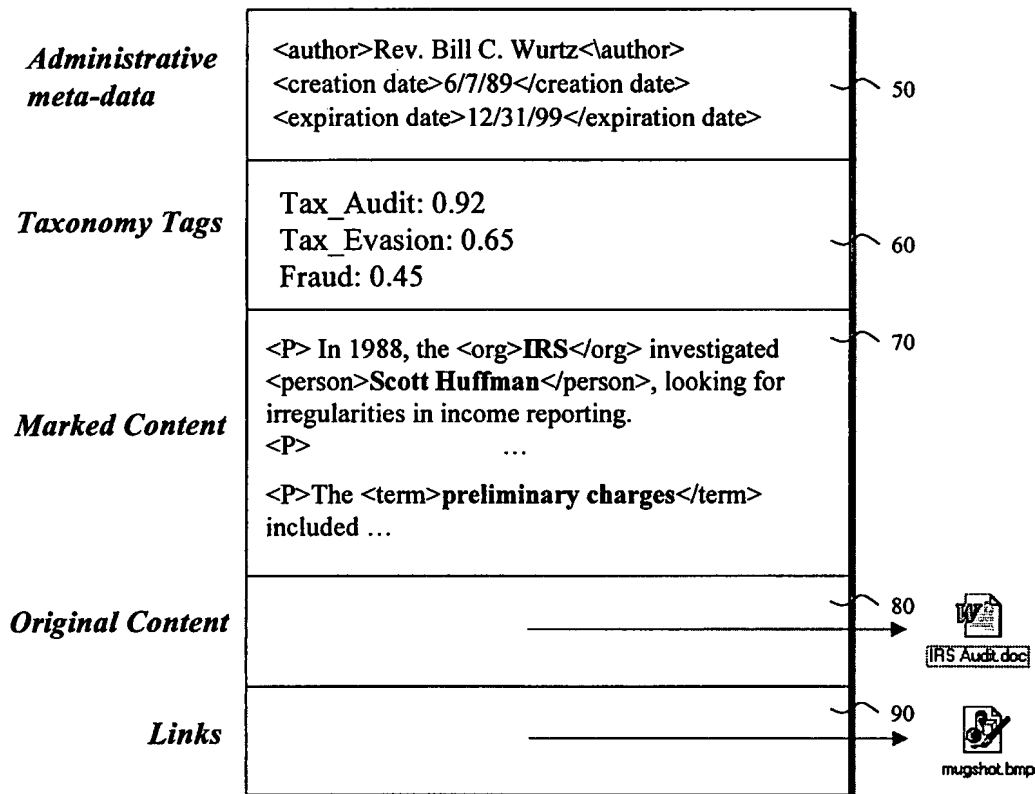 Administrative
meta-data
<author>Rev. Bill C. Wurtz<\author>
<creation date>6/7/89</creation date>
<expiration date>12/31/99</expiration date>
50
Taxonomy Tags
Tax_Audit: 0.92
Tax_Evasion: 0.65
Fraud: 0.45
60
Marked Content
<P> In 1988, the <org>IRS</org> investigated
<person>Scott Huffman</person>, looking for
irregularities in income reporting.
<P> ...
<P>The <term>preliminary charges</term>
included ...
70
Original Content
80
W
IRS Audit.doc
Links
90
mugshot.bmp